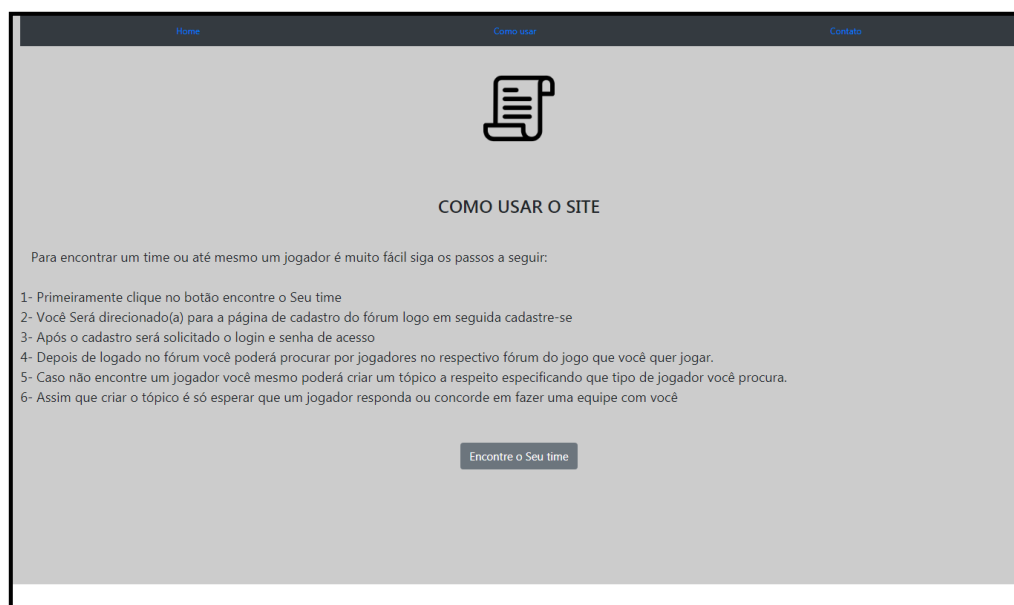 Home Como usar Contato
COMO USAR O SITE
Para encontrar um time ou até mesmo um jogador é muito fácil siga os passos a seguir:
1- Primeiramente clique no botão encontre o Seu time
2- Você Será direcionado(a) para a página de cadastro do fórum logo em seguida cadastre-se
3- Após o cadastro será solicitado o login e senha de acesso
4- Depois de logado no fórum você poderá procurar por jogadores no respectivo fórum do jogo que você quer jogar.
5- Caso não encontre um jogador você mesmo poderá criar um tópico a respeito especificando que tipo de jogador você procura.
6- Assim que criar o tópico é só esperar que um jogador responda ou concorde em fazer uma equipe com você
Encontre o Seu time